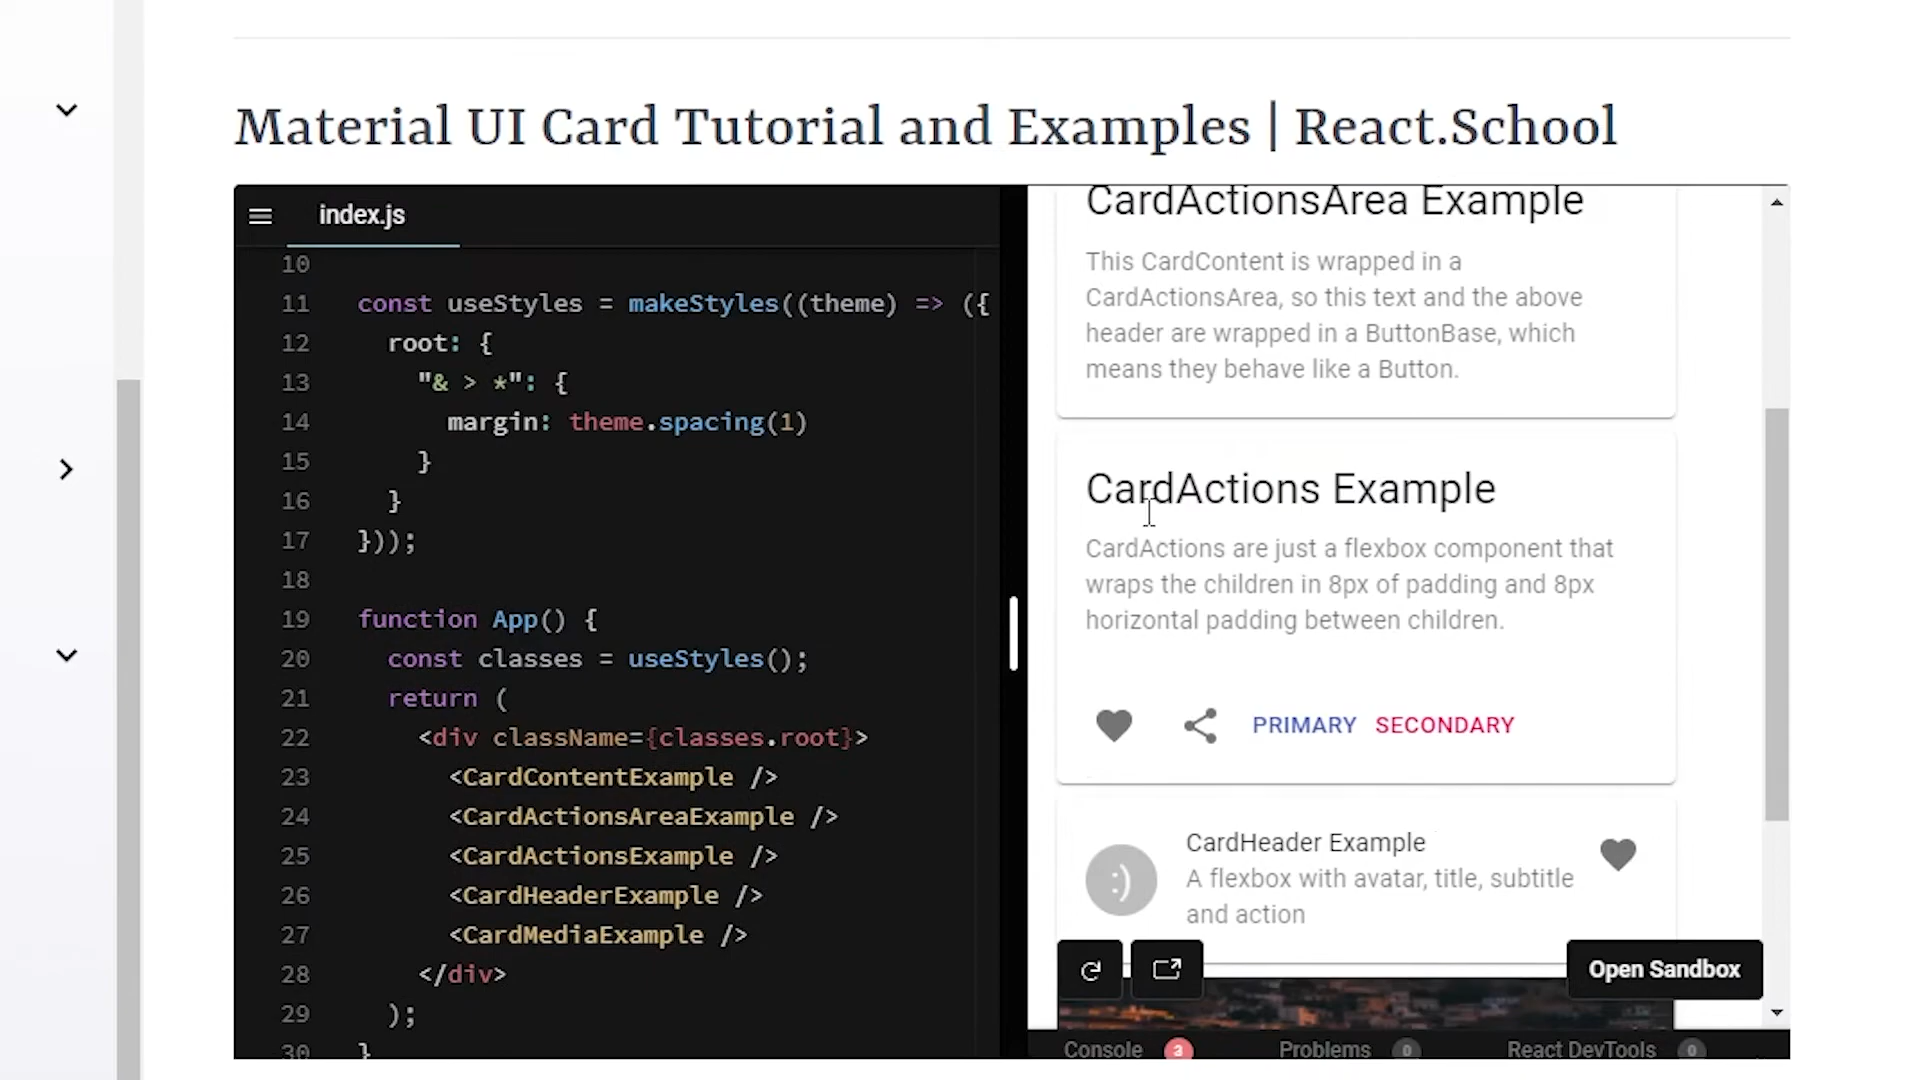 Material UI Card Tutorial and Examples | React.School
index.js
10
11 const useStyles = makeStyles((theme) => ({
12 root: {
13 "& > *": {
14 margin: theme.spacing(1)
15 }
16 }
17 }));
18
19 function App() {
20 const classes = useStyles();
21 return (
22 <div className={classes.root}>
23 <CardContentExample />
24 <CardActionsAreaExample />
25 <CardActionsExample />
26 <CardHeaderExample />
27 <CardMediaExample />
28 </div>
29 );
30 }
CardActionsArea Example
This CardContent is wrapped in a
CardActionsArea, so this text and the above
header are wrapped in a ButtonBase, which
means they behave like a Button.
CardActions Example
CardActions are just a flexbox component that
wraps the children in 8px of padding and 8px
horizontal padding between children.
PRIMARY SECONDARY
:)
CardHeader Example
A flexbox with avatar, title, subtitle
and action
Open Sandbox
Console 3 Problems 0 React DevTools 0